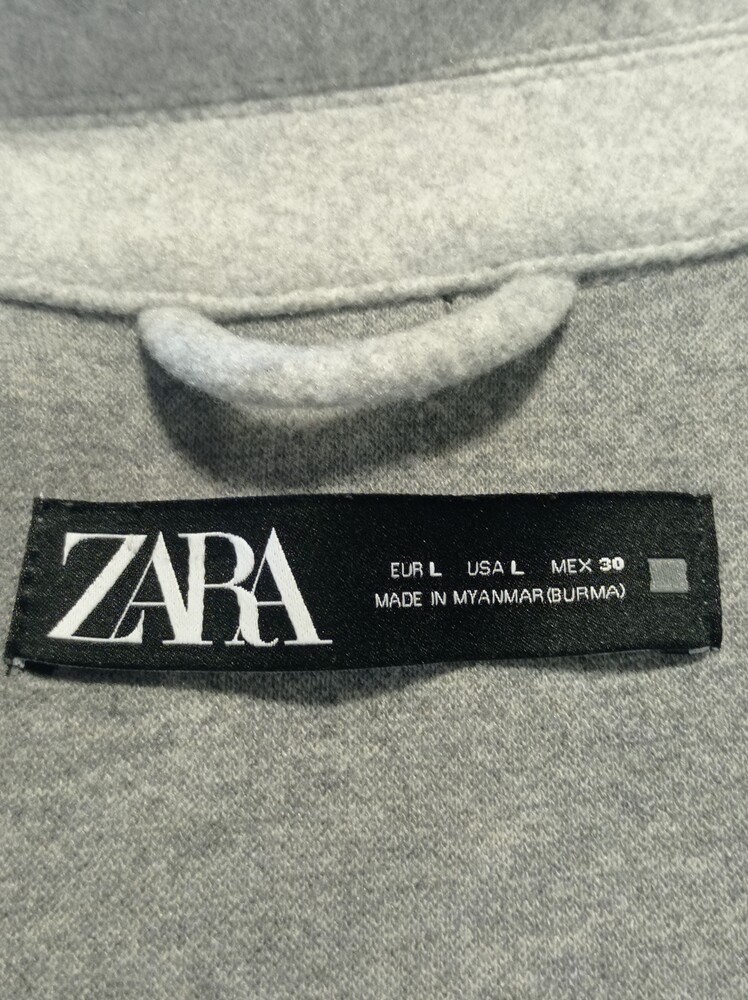 ZARA
EUR L USA L MEX 30
MADE IN MYANMAR (BURMA)